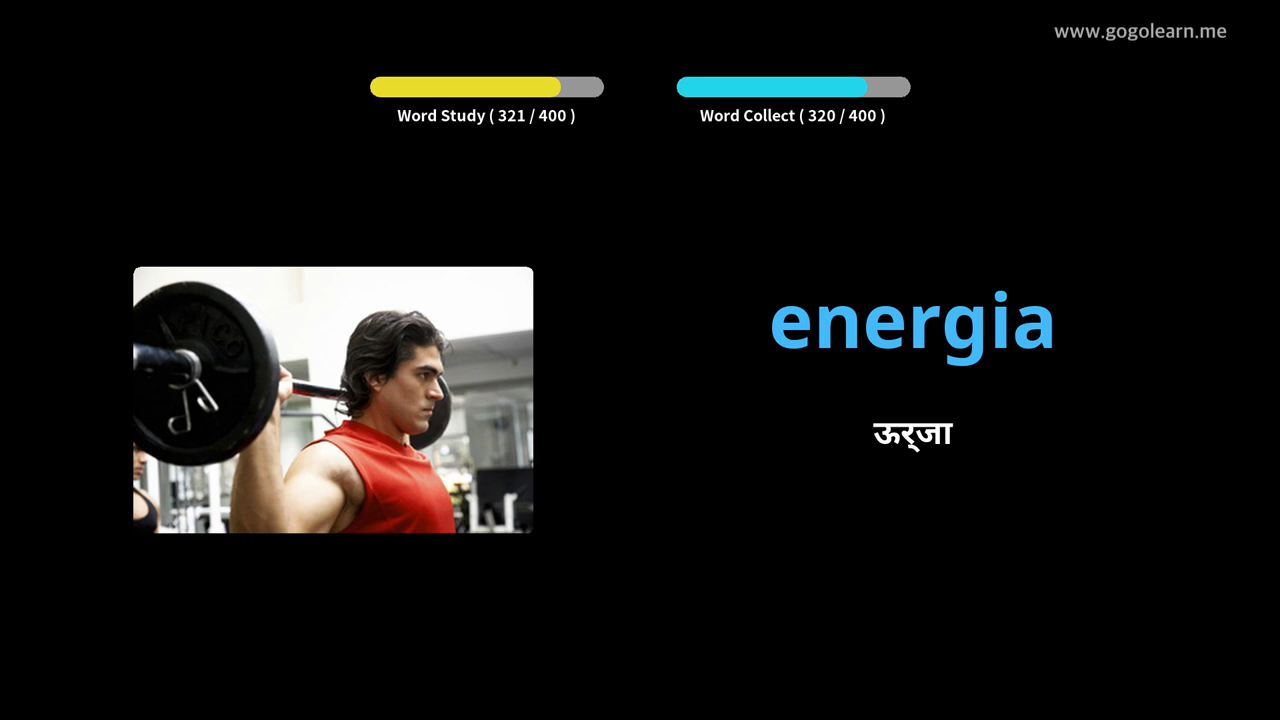 www.gogolearn.me
Word Study ( 321 / 400 )
Word Collect ( 320 / 400 )
energia
ऊर्जा